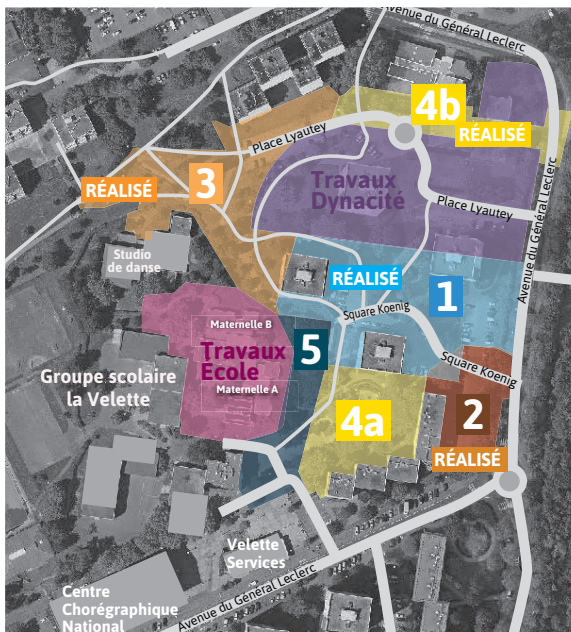 Avenue du Général Leclerc
4b
Place Lyautey
RÉALISÉ
3
RÉALISÉ
Travaux
Dynacité
Place Lyautey
Avenue du Général Leclerc
Studio
de danse
RÉALISÉ
1
Square Koenig
Maternelle B
Travaux
Ecole
5
Maternelle A
Square Koenig
Groupe scolaire
la Velette
4a
2
RÉALISÉ
Velette
Services
Avenue du Général Leclerc
Centre
Chorégraphique
National